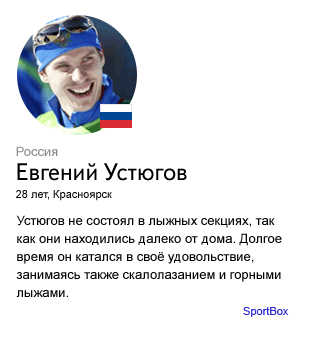 Россия
Евгений Устюгов
28 лет, Красноярск
Устюгов не состоял в лыжных секциях, так
как они находились далеко от дома. Долгое
время он катался в своё удовольствие,
занимаясь также скалолазанием и горными
лыжами.
SportBox